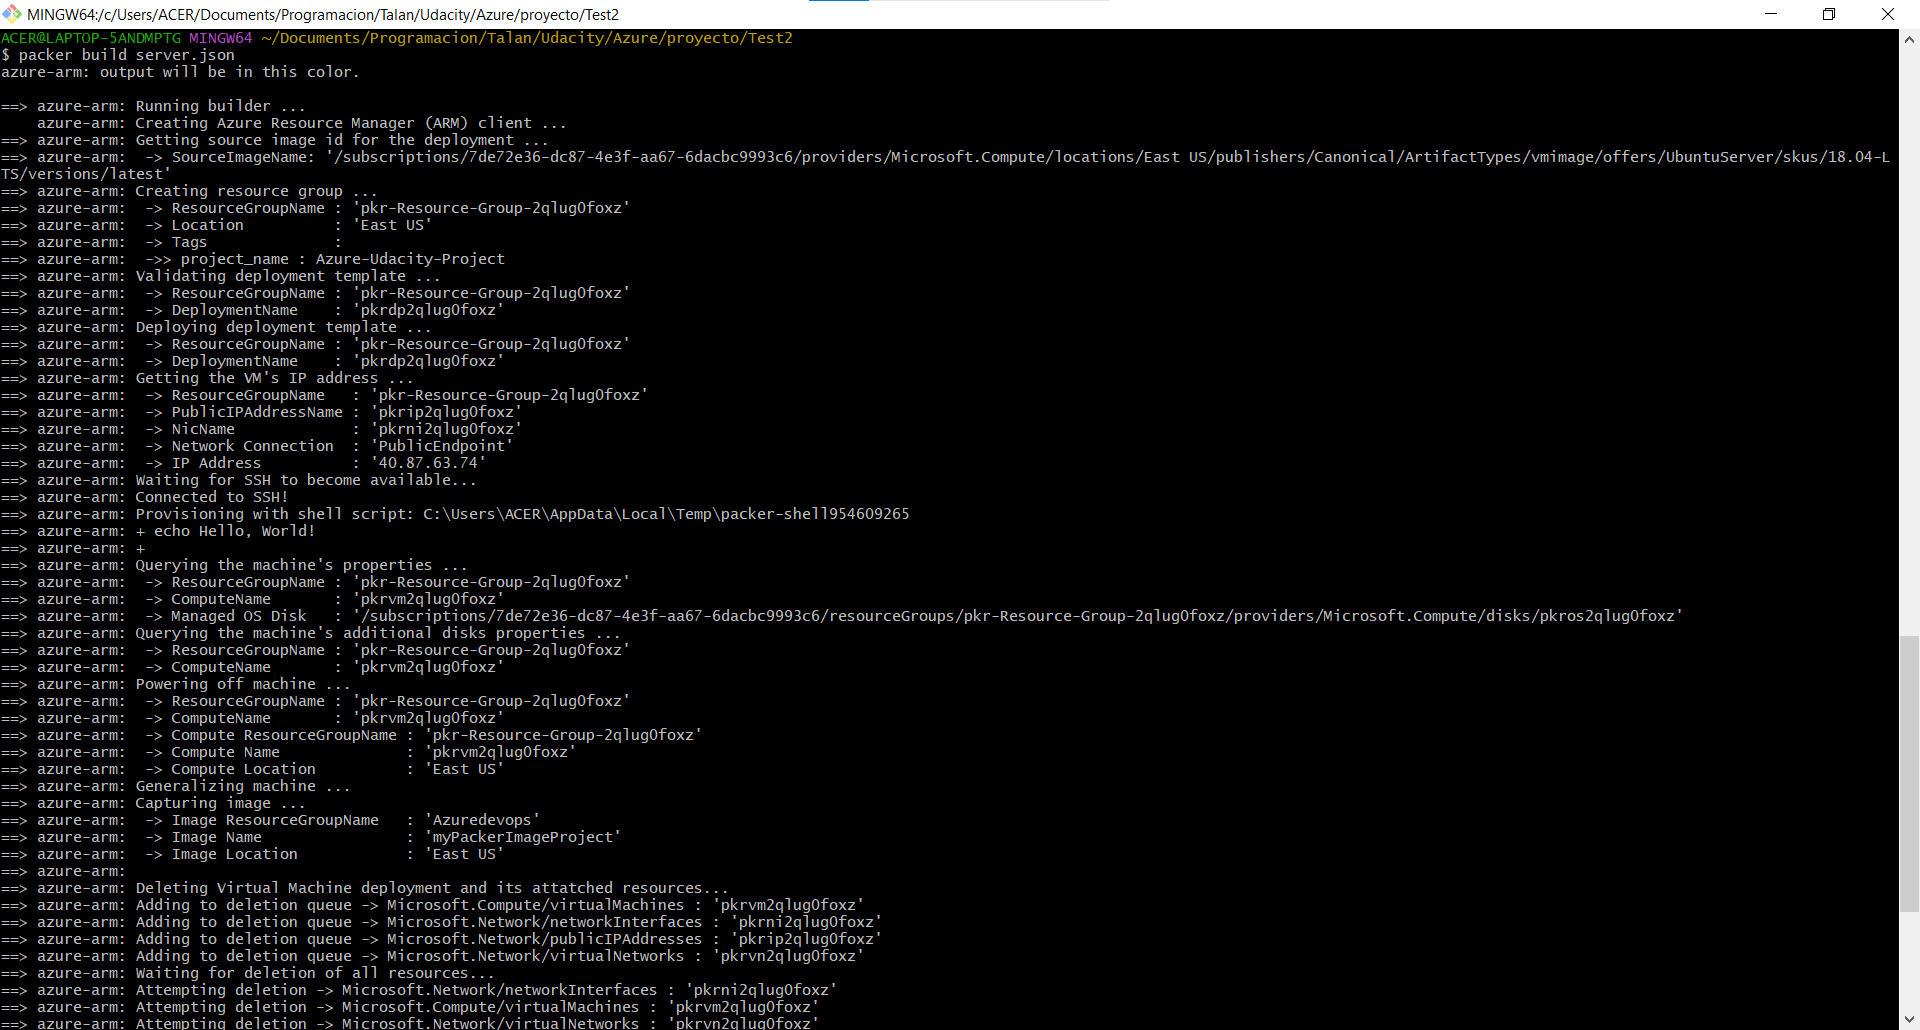 MINGW64:/c/Users/ACER/Documents/Programacion/Talan/Udacity/Azure/proyecto/Test2
ACER@LAPTOP-5ANDMPTG MINGW64 ~/Documents/Programacion/Talan/Udacity/Azure/proyecto/Test2
$ packer build server.json
azure-arm: output will be in this color.

==> azure-arm: Running builder ...
    azure-arm: Creating Azure Resource Manager (ARM) client ...
==> azure-arm: Getting source image id for the deployment ...
==> azure-arm:  -> SourceImageName: '/subscriptions/7de72e36-dc87-4e3f-aa67-6dacbc9993c6/providers/Microsoft.Compute/locations/East US/publishers/Canonical/ArtifactTypes/vmimage/offers/UbuntuServer/skus/18.04-L
TS/versions/latest'
==> azure-arm: Creating resource group ...
==> azure-arm:  -> ResourceGroupName : 'pkr-Resource-Group-2qlug0foxz'
==> azure-arm:  -> Location          : 'East US'
==> azure-arm:  -> Tags              :
==> azure-arm:  ->> project_name : Azure-Udacity-Project
==> azure-arm: Validating deployment template ...
==> azure-arm:  -> ResourceGroupName : 'pkr-Resource-Group-2qlug0foxz'
==> azure-arm:  -> DeploymentName    : 'pkrdp2qlug0foxz'
==> azure-arm: Deploying deployment template ...
==> azure-arm:  -> ResourceGroupName : 'pkr-Resource-Group-2qlug0foxz'
==> azure-arm:  -> DeploymentName    : 'pkrdp2qlug0foxz'
==> azure-arm: Getting the VM's IP address ...
==> azure-arm:  -> ResourceGroupName   : 'pkr-Resource-Group-2qlug0foxz'
==> azure-arm:  -> PublicIPAddressName : 'pkrip2qlug0foxz'
==> azure-arm:  -> NicName             : 'pkrni2qlug0foxz'
==> azure-arm:  -> Network Connection  : 'PublicEndpoint'
==> azure-arm:  -> IP Address          : '40.87.63.74'
==> azure-arm: Waiting for SSH to become available...
==> azure-arm: Connected to SSH!
==> azure-arm: Provisioning with shell script: C:\Users\ACER\AppData\Local\Temp\packer-shell954609265
==> azure-arm: + echo Hello, World!
==> azure-arm: +
==> azure-arm: Querying the machine's properties ...
==> azure-arm:  -> ResourceGroupName : 'pkr-Resource-Group-2qlug0foxz'
==> azure-arm:  -> ComputeName       : 'pkrvm2qlug0foxz'
==> azure-arm:  -> Managed OS Disk   : '/subscriptions/7de72e36-dc87-4e3f-aa67-6dacbc9993c6/resourceGroups/pkr-Resource-Group-2qlug0foxz/providers/Microsoft.Compute/disks/pkros2qlug0foxz'
==> azure-arm: Querying the machine's additional disks properties ...
==> azure-arm:  -> ResourceGroupName : 'pkr-Resource-Group-2qlug0foxz'
==> azure-arm:  -> ComputeName       : 'pkrvm2qlug0foxz'
==> azure-arm: Powering off machine ...
==> azure-arm:  -> ResourceGroupName : 'pkr-Resource-Group-2qlug0foxz'
==> azure-arm:  -> ComputeName       : 'pkrvm2qlug0foxz'
==> azure-arm:  -> Compute ResourceGroupName : 'pkr-Resource-Group-2qlug0foxz'
==> azure-arm:  -> Compute Name              : 'pkrvm2qlug0foxz'
==> azure-arm:  -> Compute Location          : 'East US'
==> azure-arm: Generalizing machine ...
==> azure-arm: Capturing image ...
==> azure-arm:  -> Image ResourceGroupName   : 'Azuredevops'
==> azure-arm:  -> Image Name                : 'myPackerImageProject'
==> azure-arm:  -> Image Location            : 'East US'
==> azure-arm:
==> azure-arm: Deleting Virtual Machine deployment and its attatched resources...
==> azure-arm: Adding to deletion queue -> Microsoft.Compute/virtualMachines : 'pkrvm2qlug0foxz'
==> azure-arm: Adding to deletion queue -> Microsoft.Network/networkInterfaces : 'pkrni2qlug0foxz'
==> azure-arm: Adding to deletion queue -> Microsoft.Network/publicIPAddresses : 'pkrip2qlug0foxz'
==> azure-arm: Adding to deletion queue -> Microsoft.Network/virtualNetworks : 'pkrvn2qlug0foxz'
==> azure-arm: Waiting for deletion of all resources...
==> azure-arm: Attempting deletion -> Microsoft.Network/networkInterfaces : 'pkrni2qlug0foxz'
==> azure-arm: Attempting deletion -> Microsoft.Compute/virtualMachines : 'pkrvm2qlug0foxz'
==> azure-arm: Attempting deletion -> Microsoft.Network/virtualNetworks : 'pkrvn2qlug0foxz'